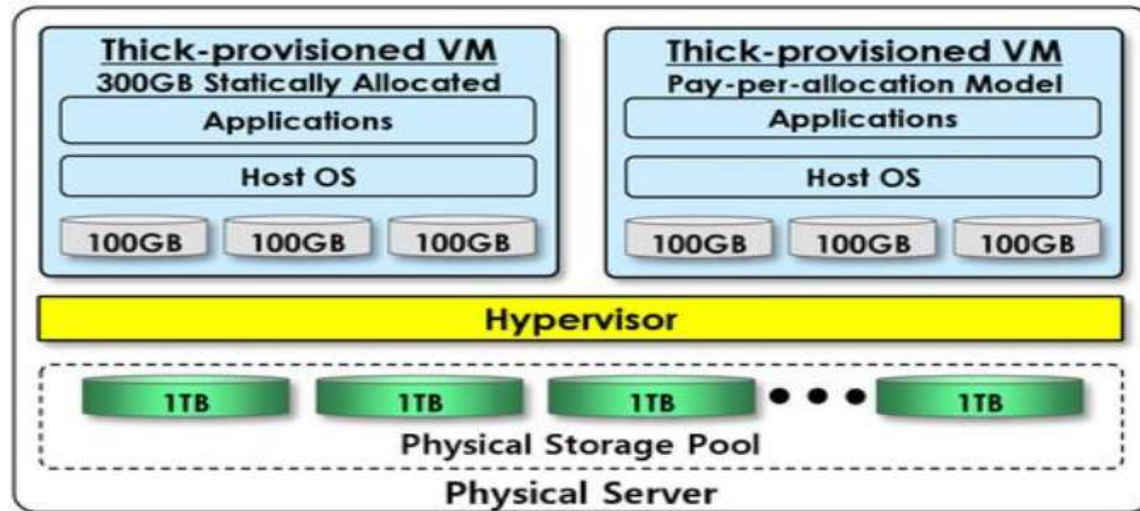 Thick-provisioned VM
300GB Statically Allocated
Applications
Host OS
100GB 100GB 100GB
Thick-provisioned VM
Pay-per-allocation Model
Applications
Host OS
100GB 100GB 100GB
Hypervisor
1TB 1TB 1TB 1TB
Physical Storage Pool
Physical Server